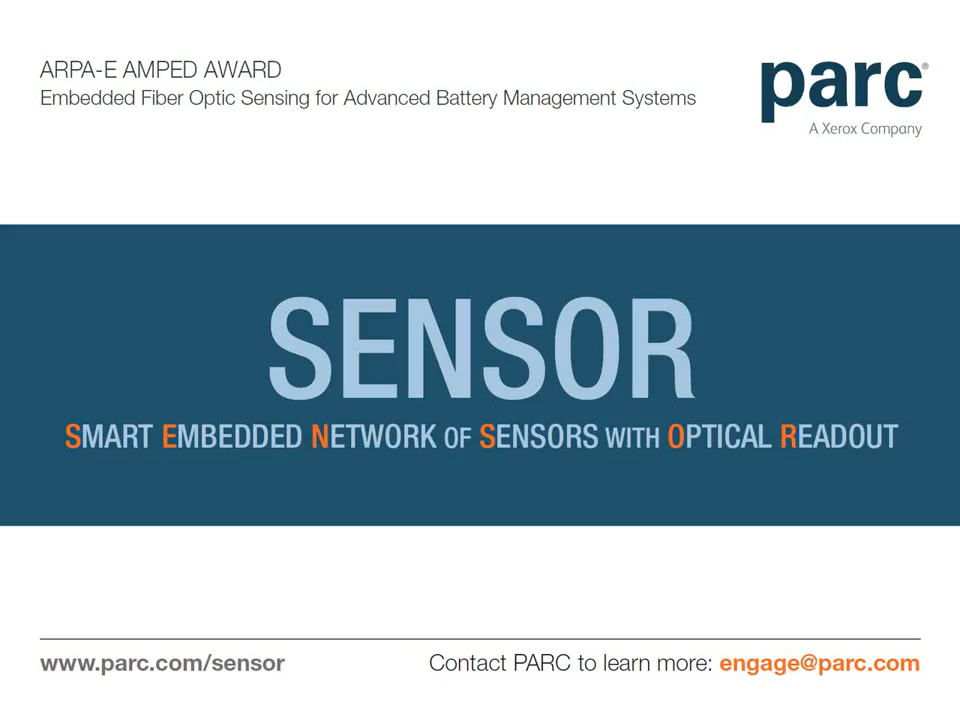 ARPA-E AMPED AWARD
Embedded Fiber Optic Sensing for Advanced Battery Management Systems
parc®
A Xerox Company
SENSOR
SMART EMBEDDED NETWORK OF SENSORS WITH OPTICAL READOUT
www.parc.com/sensor
Contact PARC to learn more: engage@parc.com